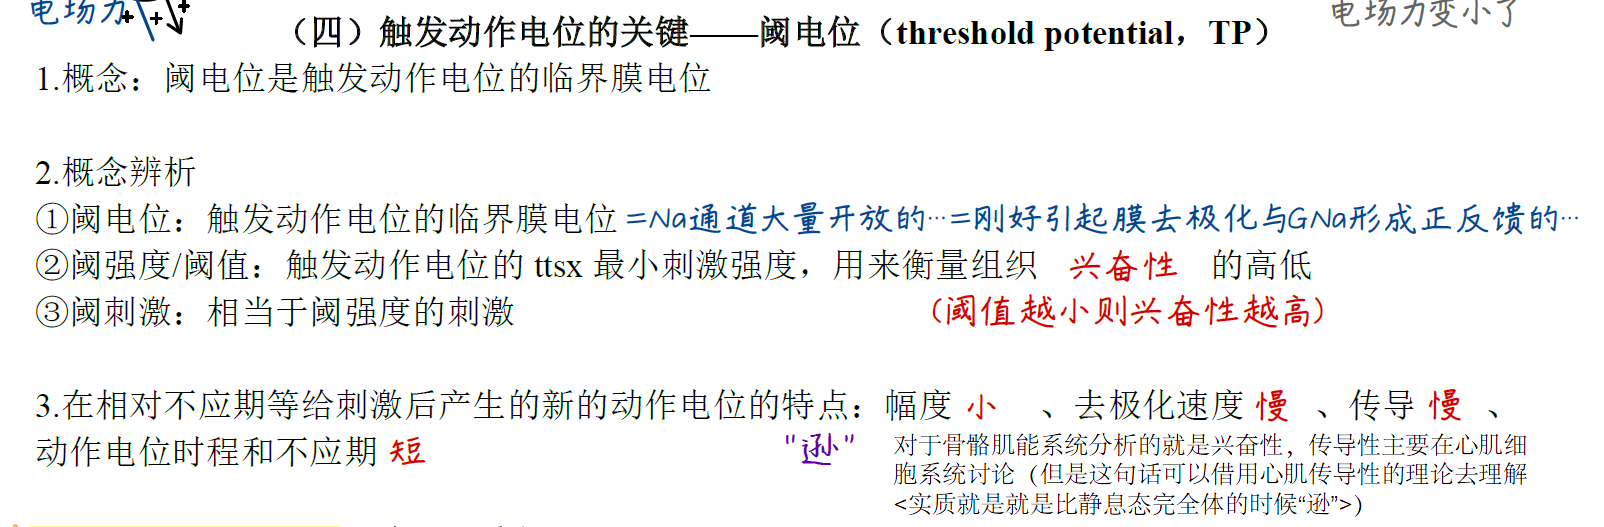 电场力
电场力变小了
（四）触发动作电位的关键——阈电位（threshold potential，TP）
1.概念：阈电位是触发动作电位的临界膜电位
2.概念辨析
①阈电位：触发动作电位的临界膜电位 =Na通道大量开放的…=刚好引起膜去极化与GNa形成正反馈的…
②阈强度/阈值：触发动作电位的 ttsx 最小刺激强度，用来衡量组织 兴奋性 的高低
③阈刺激：相当于阈强度的刺激 （阈值越小则兴奋性越高）
3.在相对不应期等给刺激后产生的新的动作电位的特点：幅度 小 、去极化速度 慢 、传导 慢 、
动作电位时程和不应期 短 “逊”
对于骨骼肌能系统分析的就是兴奋性，传导性主要在心肌细
胞系统讨论（但是这句话可以借用心肌传导性的理论去理解
<实质就是就是比静息态完全体的时候“逊”>）